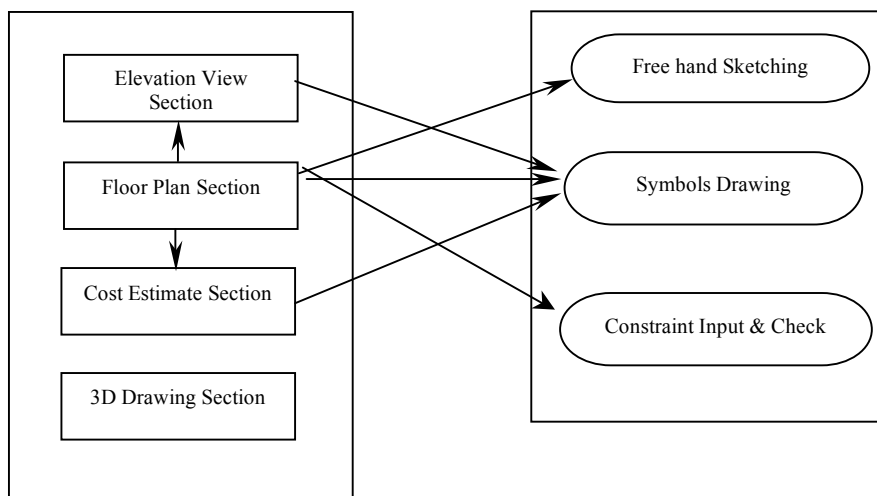 Elevation View
Section
Floor Plan Section
Cost Estimate Section
3D Drawing Section
Free hand Sketching
Symbols Drawing
Constraint Input & Check